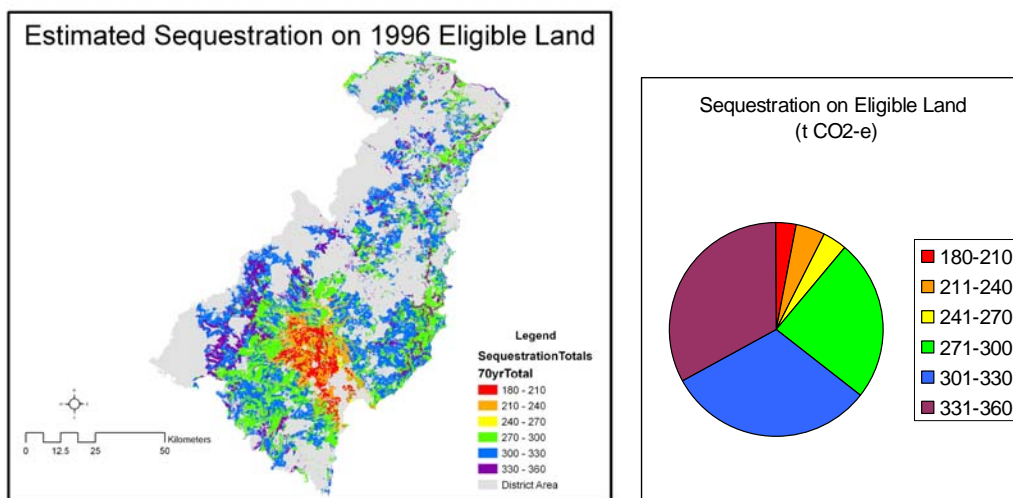 Estimated Sequestration on 1996 Eligible Land
Legend
SequestrationTotals
70yrTotal
180 - 210
210 - 240
240 - 270
270 - 300
300 - 330
330 - 360
District Area
Kilometers
0 12.5 25 50
Sequestration on Eligible Land
(t CO2-e)
180-210
211-240
241-270
271-300
301-330
331-360